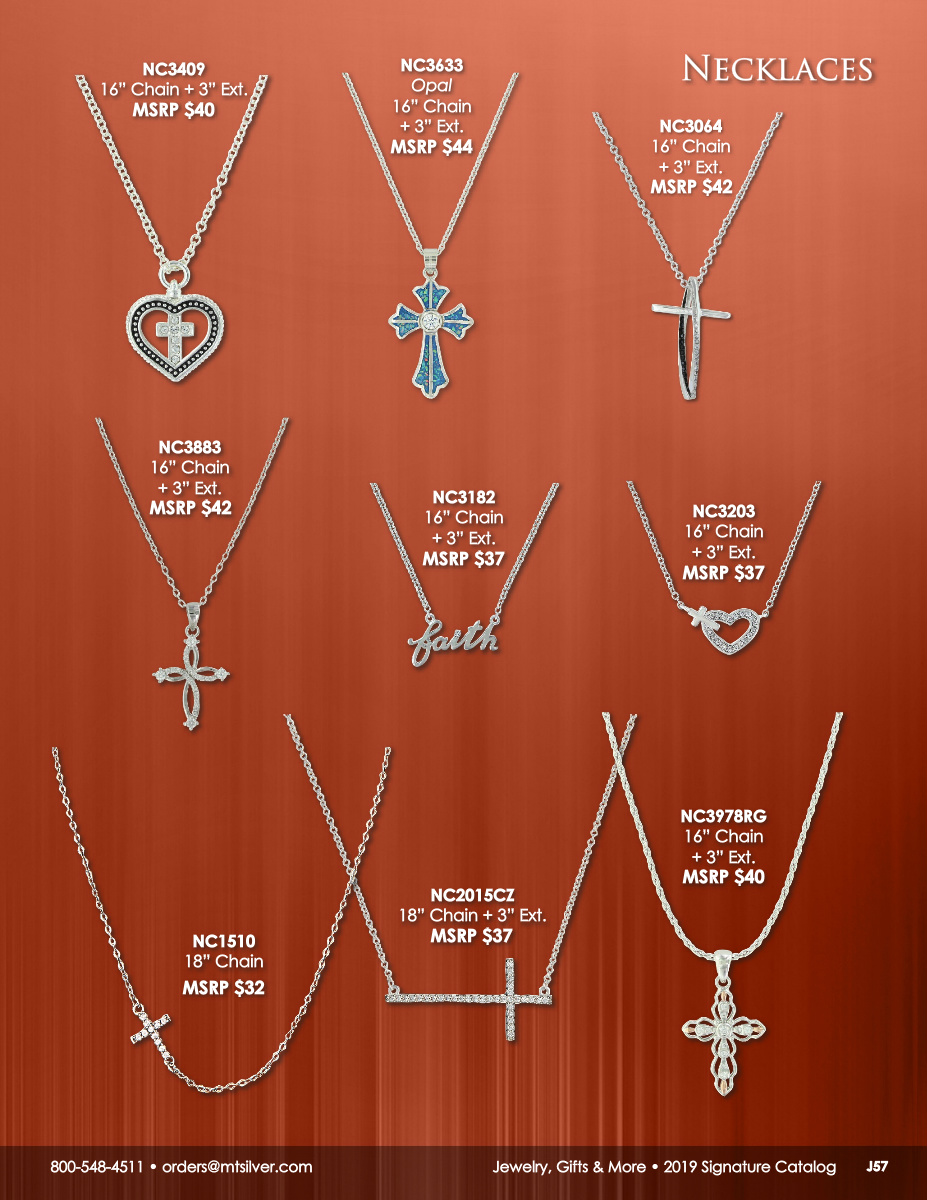 NECKLACES
NC3409
16” Chain + 3” Ext.
MSRP $40
NC3633
Opal
16” Chain
+ 3” Ext.
MSRP $44
NC3064
16” Chain
+ 3” Ext.
MSRP $42
NC3883
16” Chain
+ 3” Ext.
MSRP $42
NC3182
16” Chain
+ 3” Ext.
MSRP $37
faith
NC3203
16” Chain
+ 3” Ext.
MSRP $37
NC1510
18” Chain
MSRP $32
NC2015CZ
18” Chain + 3” Ext.
MSRP $37
NC3978RG
16” Chain
+ 3” Ext.
MSRP $40
800-548-4511 • orders@mtsilver.com
Jewelry, Gifts & More • 2019 Signature Catalog J57